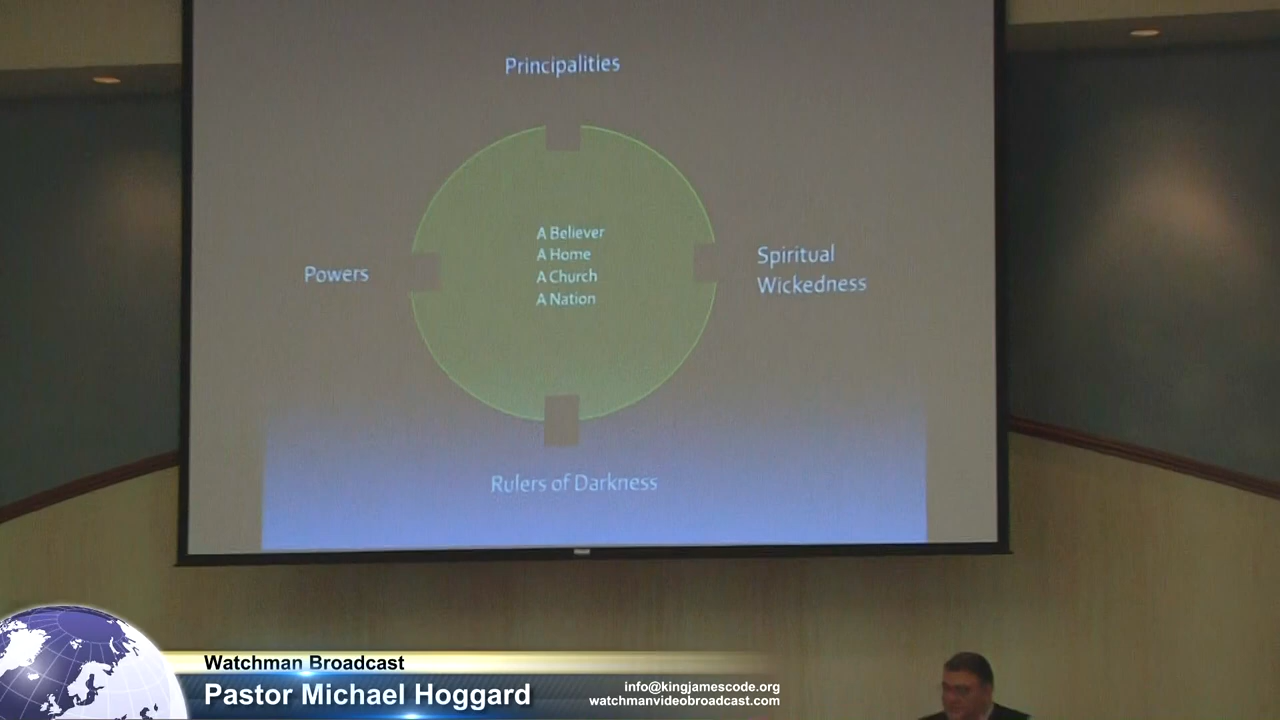 Principalities
A Believer
A Home
A Church
A Nation
Powers
Spiritual
Wickedness
Rulers of Darkness
Watchman Broadcast
Pastor Michael Hoggard
info@kingjamescode.org
watchmanvideobroadcast.com